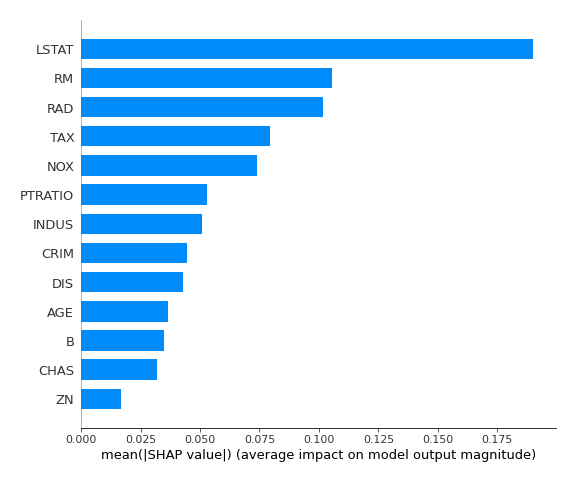 LSTAT
RM
RAD
TAX
NOX
PTRATIO
INDUS
CRIM
DIS
AGE
B
CHAS
ZN
0.000 0.025 0.050 0.075 0.100 0.125 0.150 0.175
mean(|SHAP value|) (average impact on model output magnitude)